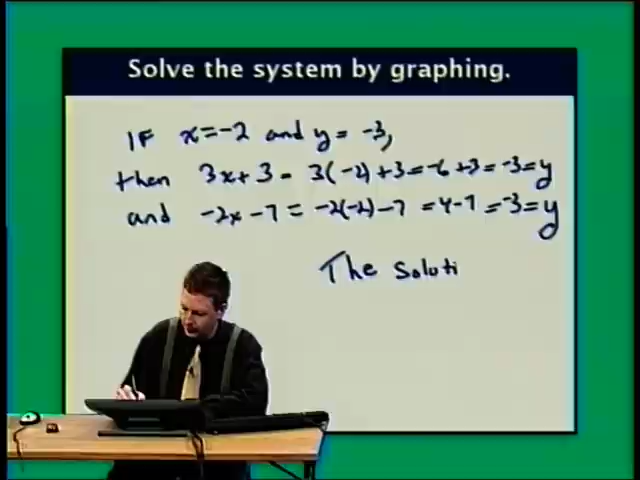 Solve the system by graphing.
IF x=-2 and y= -3,
then 3x+3 = 3(-2)+3=-6+3=-3=y
and -2x-7= -2(-2)-7 =4-7=-3=y
The soluti